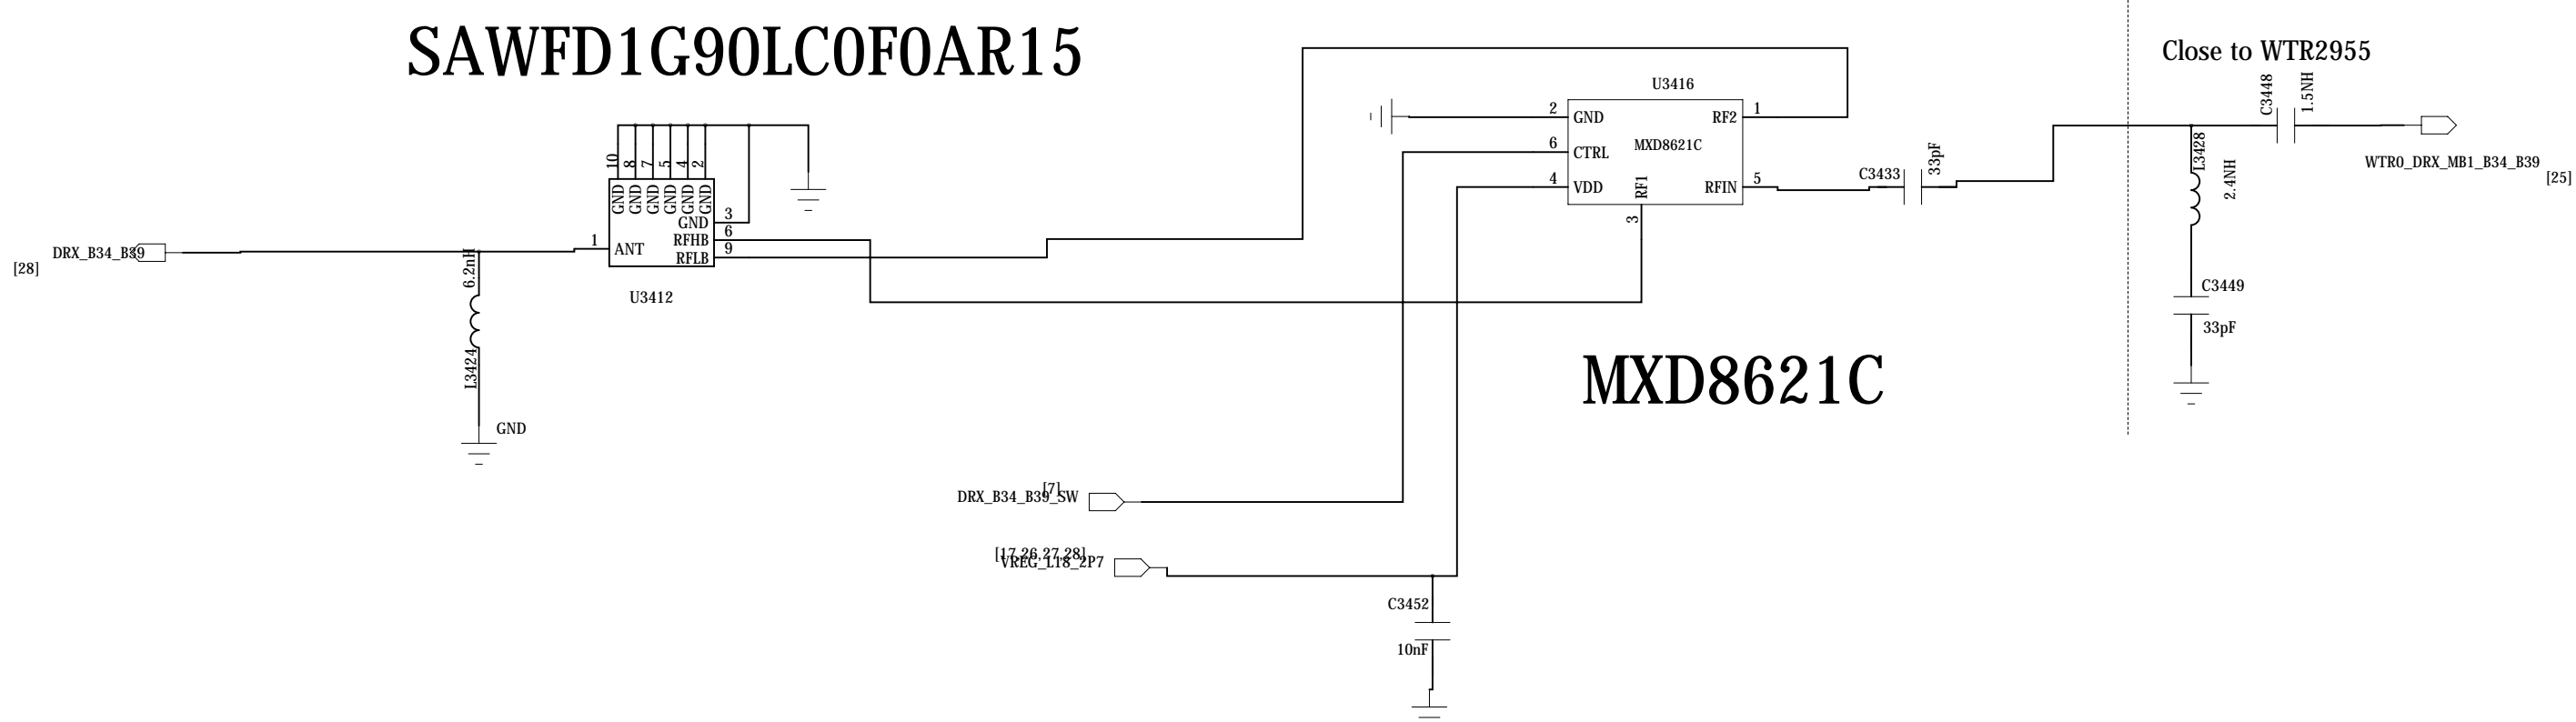 SAWFD1G90LC0F0AR15
Close to WTR2955
U3416
C3448
1.5NH
2
GND
RF2
1
MXD8621C
6
CTRL
4
VDD
RF1
RFIN
5
3
C3433
33pF
L3428
2.4NH
WTR0_DRX_MB1_B34_B39
[25]
10
8
7
5
4
2
GND
GND
GND
GND
GND
GND
GND
3
RFHB
6
RFLB
9
1
ANT
U3412
DRX_B34_B39
[28]
6.2nH
L3424
GND
C3449
33pF
MXD8621C
[7]
DRX_B34_B39_SW
[17,26,27,28]
VREG_L18_2P7
C3452
10nF